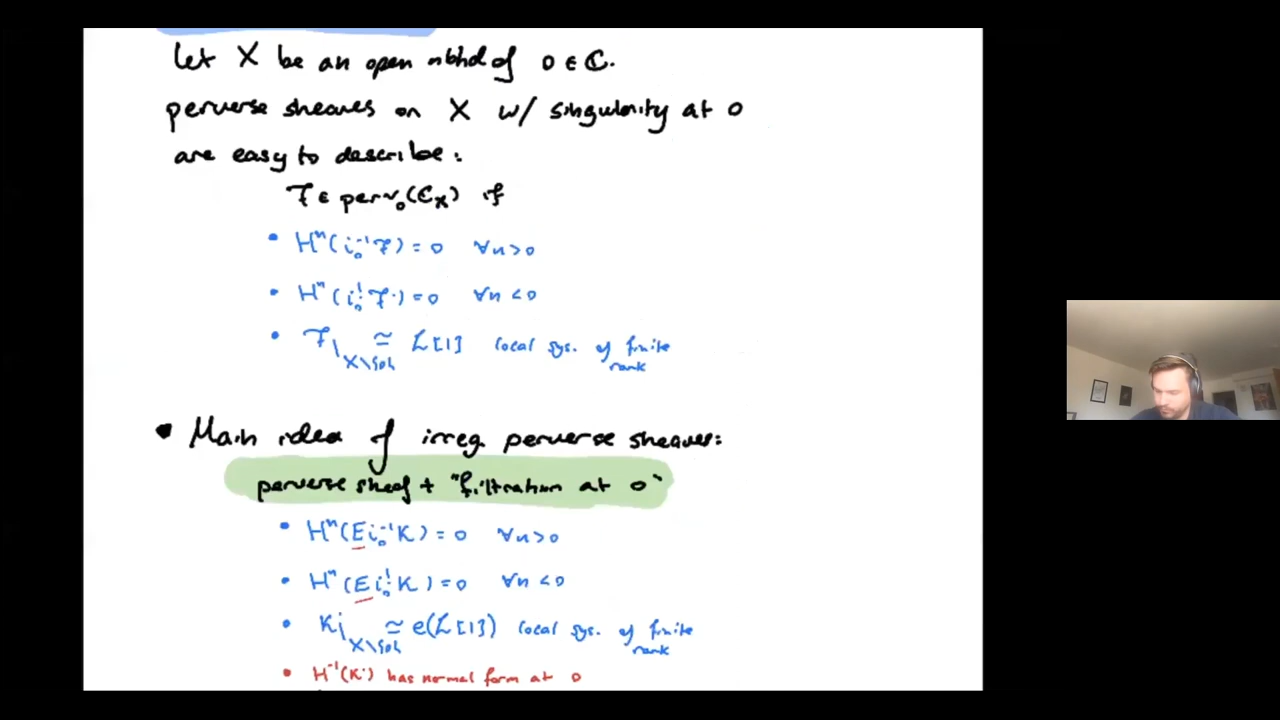 Let X be an open nbhd of 0 ∈ ℂ.
perverse sheaves on X w/ singularity at 0
are easy to describe:
F ∈ perv₀(ℂ_X) if
• Hⁿ(i₀⁻¹F) = 0 ∀n>0
• Hⁿ(i₀^!F·) = 0 ∀n<0
• F|_{X\{0}} ≃ L[1] local sys. of finite rank
• Main idea of irreg. perverse sheaves:
perverse sheaf + "filtration at 0"
• Hⁿ(Ei₀⁻¹K) = 0 ∀n>0
• Hⁿ(Ei₀^!K) = 0 ∀n<0
• K|_{X\{0}} ≃ e(L[1]) local sys. of finite rank
• H⁻¹(K·) has normal form at 0